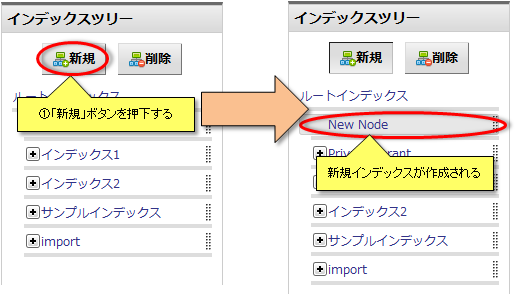 インデックスツリー
新規 削除
ルートインデックス
①「新規」ボタンを押下する
インデックス1
インデックス2
サンプルインデックス
import
インデックスツリー
新規 削除
ルートインデックス
New Node
新規インデックスが作成される
インデックス2
サンプルインデックス
import